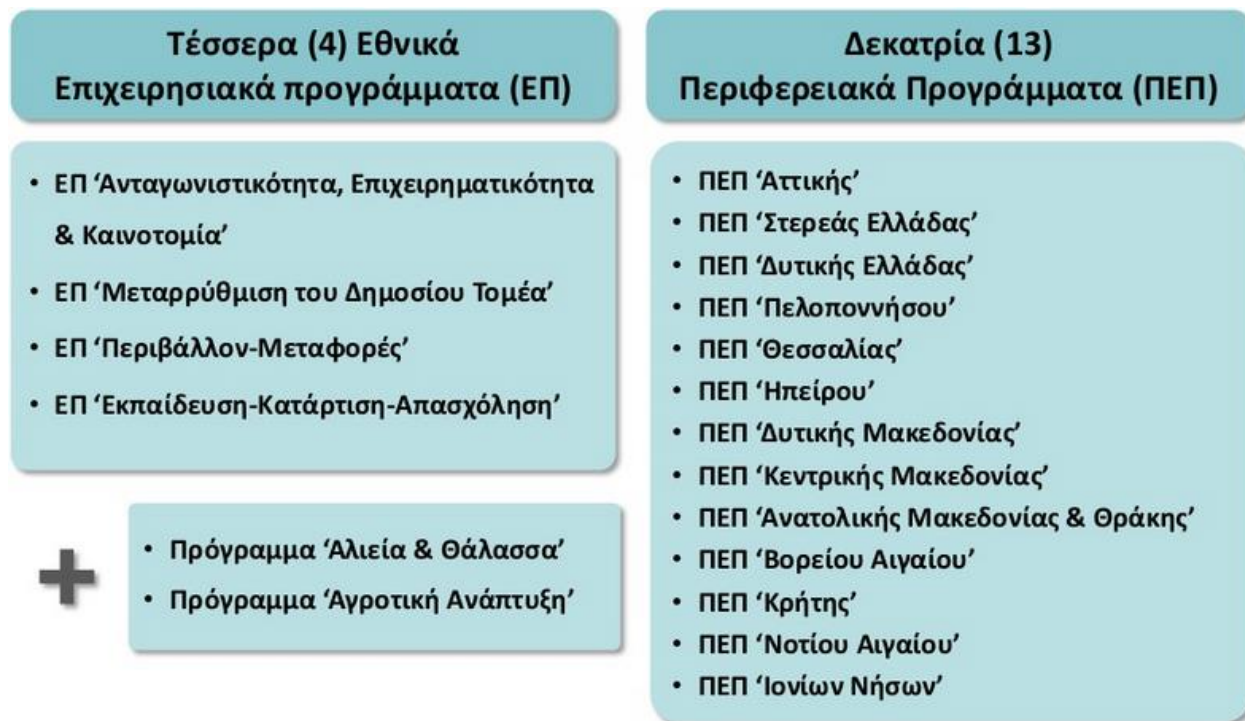 Τέσσερα (4) Εθνικά
Επιχειρησιακά προγράμματα (ΕΠ)
• ΕΠ ‘Ανταγωνιστικότητα, Επιχειρηματικότητα
& Καινοτομία’
• ΕΠ ‘Μεταρρύθμιση του Δημοσίου Τομέα’
• ΕΠ ‘Περιβάλλον-Μεταφορές’
• ΕΠ ‘Εκπαίδευση-Κατάρτιση-Απασχόληση’
+
• Πρόγραμμα ‘Αλιεία & Θάλασσα’
• Πρόγραμμα ‘Αγροτική Ανάπτυξη’
Δεκατρία (13)
Περιφερειακά Προγράμματα (ΠΕΠ)
• ΠΕΠ ‘Αττικής’
• ΠΕΠ ‘Στερεάς Ελλάδας’
• ΠΕΠ ‘Δυτικής Ελλάδας’
• ΠΕΠ ‘Πελοποννήσου’
• ΠΕΠ ‘Θεσσαλίας’
• ΠΕΠ ‘Ηπείρου’
• ΠΕΠ ‘Δυτικής Μακεδονίας’
• ΠΕΠ ‘Κεντρικής Μακεδονίας’
• ΠΕΠ ‘Ανατολικής Μακεδονίας & Θράκης’
• ΠΕΠ ‘Βορείου Αιγαίου’
• ΠΕΠ ‘Κρήτης’
• ΠΕΠ ‘Νοτίου Αιγαίου’
• ΠΕΠ ‘Ιονίων Νήσων’